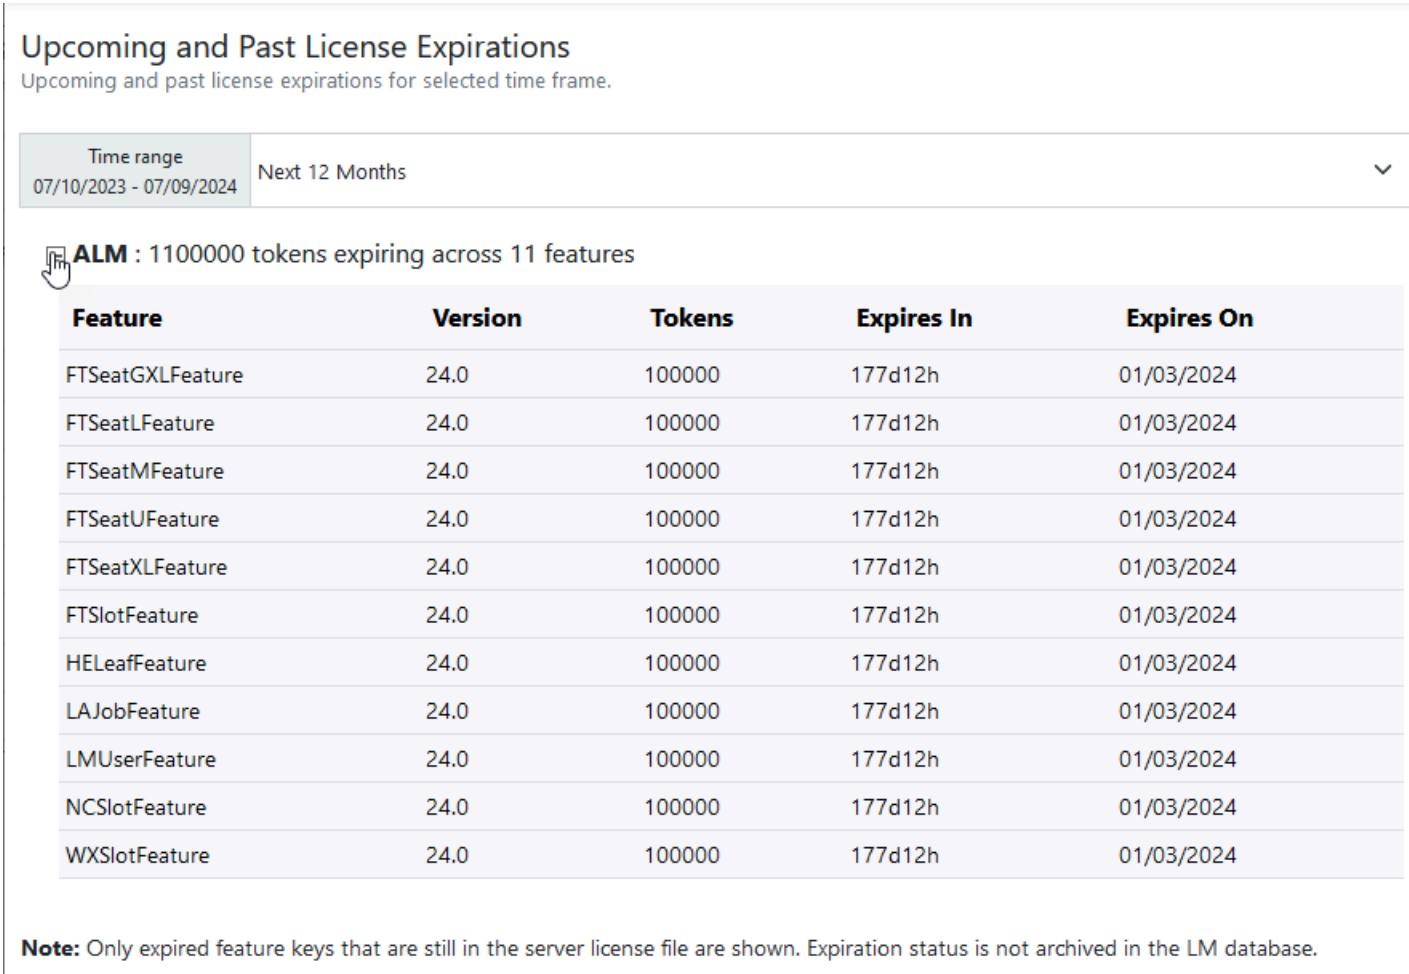 Upcoming and Past License Expirations
Upcoming and past license expirations for selected time frame.
Time range
07/10/2023 - 07/09/2024
Next 12 Months
ALM : 1100000 tokens expiring across 11 features
Feature Version Tokens Expires In Expires On
FTSeatGXLFeature 24.0 100000 177d12h 01/03/2024
FTSeatLFeature 24.0 100000 177d12h 01/03/2024
FTSeatMFeature 24.0 100000 177d12h 01/03/2024
FTSeatUFeature 24.0 100000 177d12h 01/03/2024
FTSeatXLFeature 24.0 100000 177d12h 01/03/2024
FTSlotFeature 24.0 100000 177d12h 01/03/2024
HELeafFeature 24.0 100000 177d12h 01/03/2024
LAJobFeature 24.0 100000 177d12h 01/03/2024
LMUserFeature 24.0 100000 177d12h 01/03/2024
NCSlotFeature 24.0 100000 177d12h 01/03/2024
WXSlotFeature 24.0 100000 177d12h 01/03/2024
Note: Only expired feature keys that are still in the server license file are shown. Expiration status is not archived in the LM database.